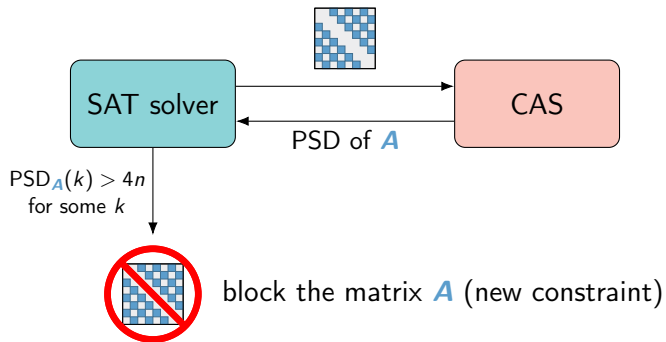 SAT solver
CAS
PSD of A
PSD_A(k) > 4n
for some k
block the matrix A (new constraint)